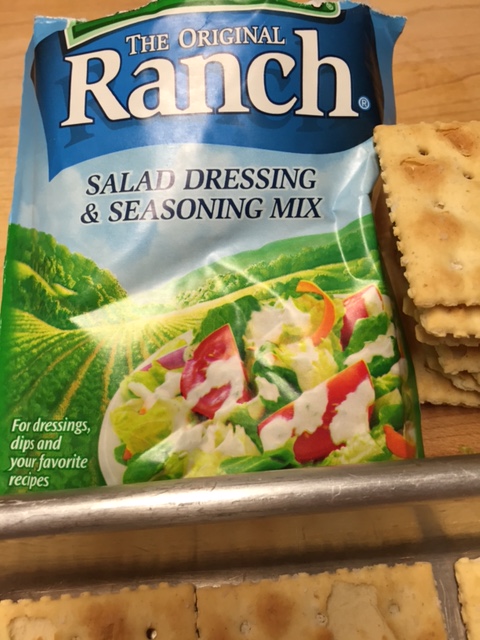 THE ORIGINAL
Ranch®
SALAD DRESSING
& SEASONING MIX
For dressings,
dips and
your favorite
recipes